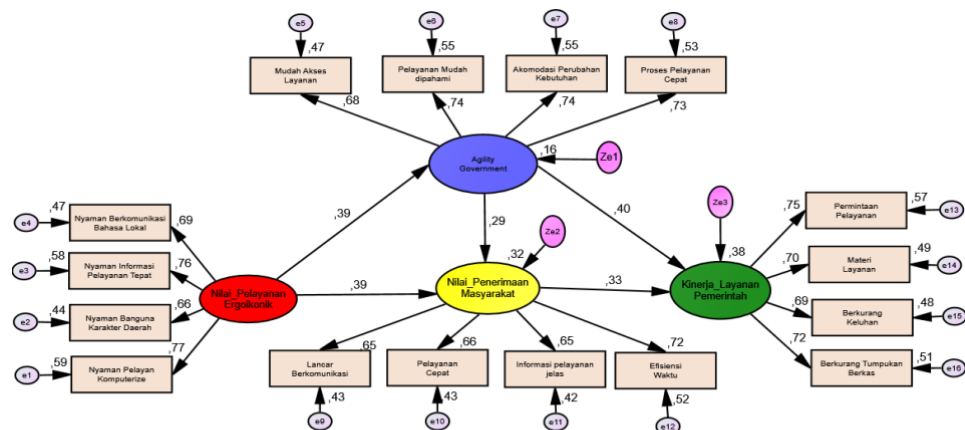 e5
e6
e7
e8
,47
,55
,55
,53
Mudah Akses
Layanan
Pelayanan Mudah
dipahami
Akomodasi Perubahan
Kebutuhan
Proses Pelayanan
Cepat
,68
,74
,74
,73
,16
Ze1
Agility
Government
e4
,47
Nyaman Berkomunikasi
Bahasa Lokal
,69
e3
,58
Nyaman Informasi
Pelayanan Tepat
,76
e2
,44
Nyaman Banguna
Karakter Daerah
,66
e1
,59
Nyaman Pelayan
Komputerize
,77
Nilai_Pelayanan
Ergoikonik
,39
,39
,29
,40
Ze2
,32
Nilai_Penerimaan
Masyarakat
,33
Ze3
,38
Kinerja_Layanan
Pemerintah
,75
Permintaan
Pelayanan
,57
e13
,70
Materi
Layanan
,49
e14
,69
Berkurang
Keluhan
,48
e15
,72
Berkurang Tumpukan
Berkas
,51
e16
,65
,66
,65
,72
Lancar
Berkomunikasi
Pelayanan
Cepat
Informasi pelayanan
jelas
Efisiensi
Waktu
,43
,43
,42
,52
e9
e10
e11
e12